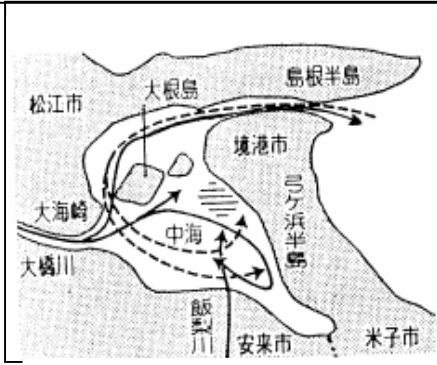 大根島
島根半島
松江市
境港市
弓ケ浜半島
大海崎
中海
大橋川
飯梨川
安来市
米子市